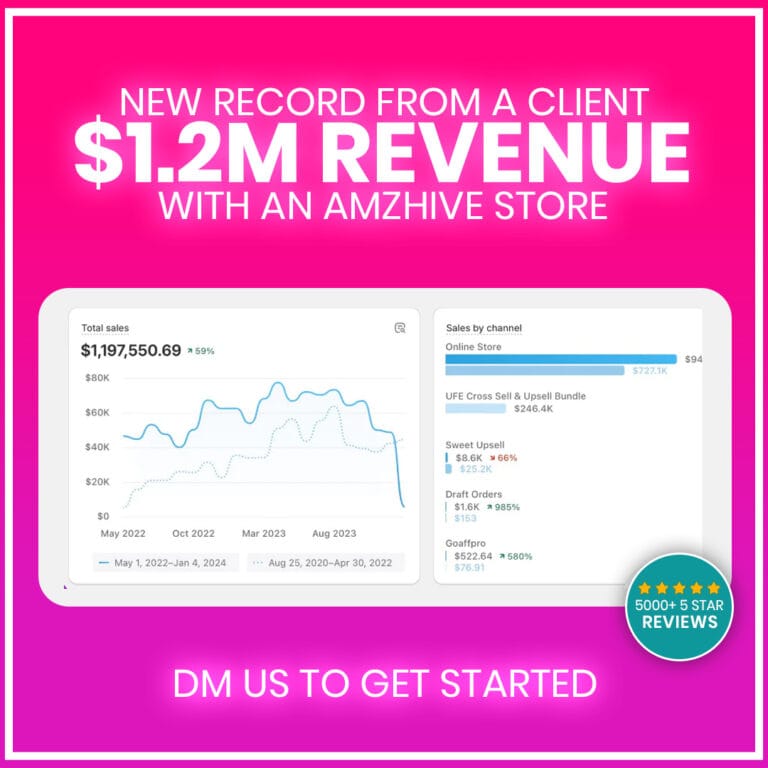 NEW RECORD FROM A CLIENT
$1.2M REVENUE
WITH AN AMZHIVE STORE
Total sales
$1,197,550.69 ↗ 59%
$80K
$60K
$40K
$20K
$0
May 2022 Oct 2022 Mar 2023 Aug 2023
May 1, 2022–Jan 4, 2024 Aug 25, 2020–Apr 30, 2022
Sales by channel
Online Store
$94
$727.1K
UFE Cross Sell & Upsell Bundle
$246.4K
Sweet Upsell
$8.6K ↘ 66%
$25.2K
Draft Orders
$1.6K ↗ 985%
$153
Goaffpro
$522.64 ↗ 580%
$76.91
5000+ 5 STAR
REVIEWS
DM US TO GET STARTED